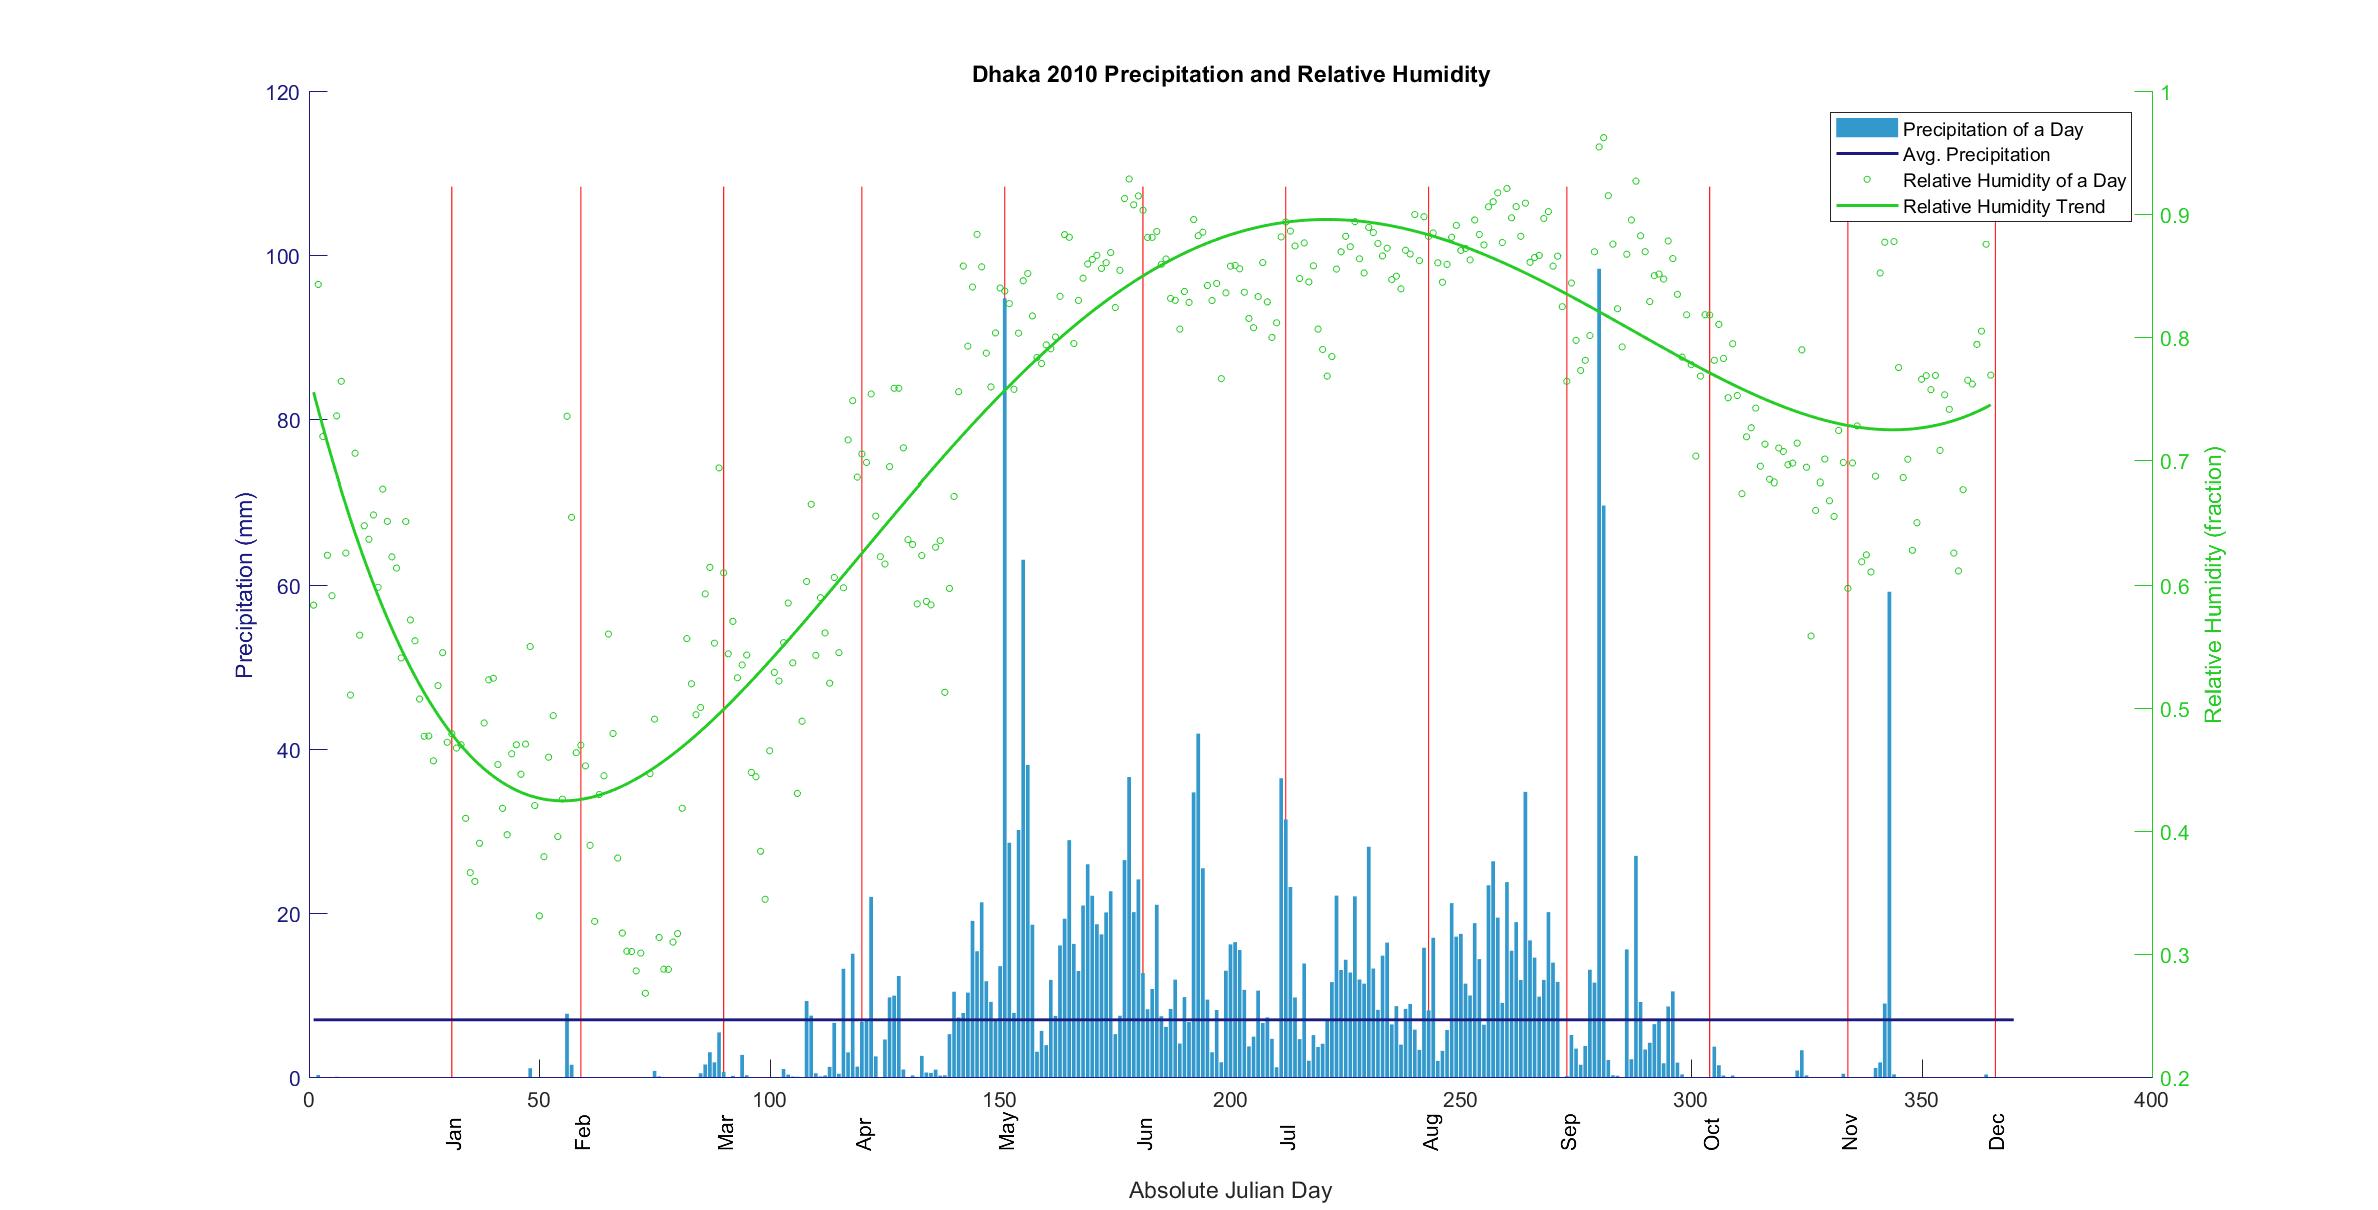 Dhaka 2010 Precipitation and Relative Humidity
Precipitation of a Day
Avg. Precipitation
Relative Humidity of a Day
Relative Humidity Trend
Precipitation (mm)
120
100
80
60
40
20
0
Relative Humidity (fraction)
1
0.9
0.8
0.7
0.6
0.5
0.4
0.3
0.2
0 50 100 150 200 250 300 350 400
Jan Feb Mar Apr May Jun Jul Aug Sep Oct Nov Dec
Absolute Julian Day